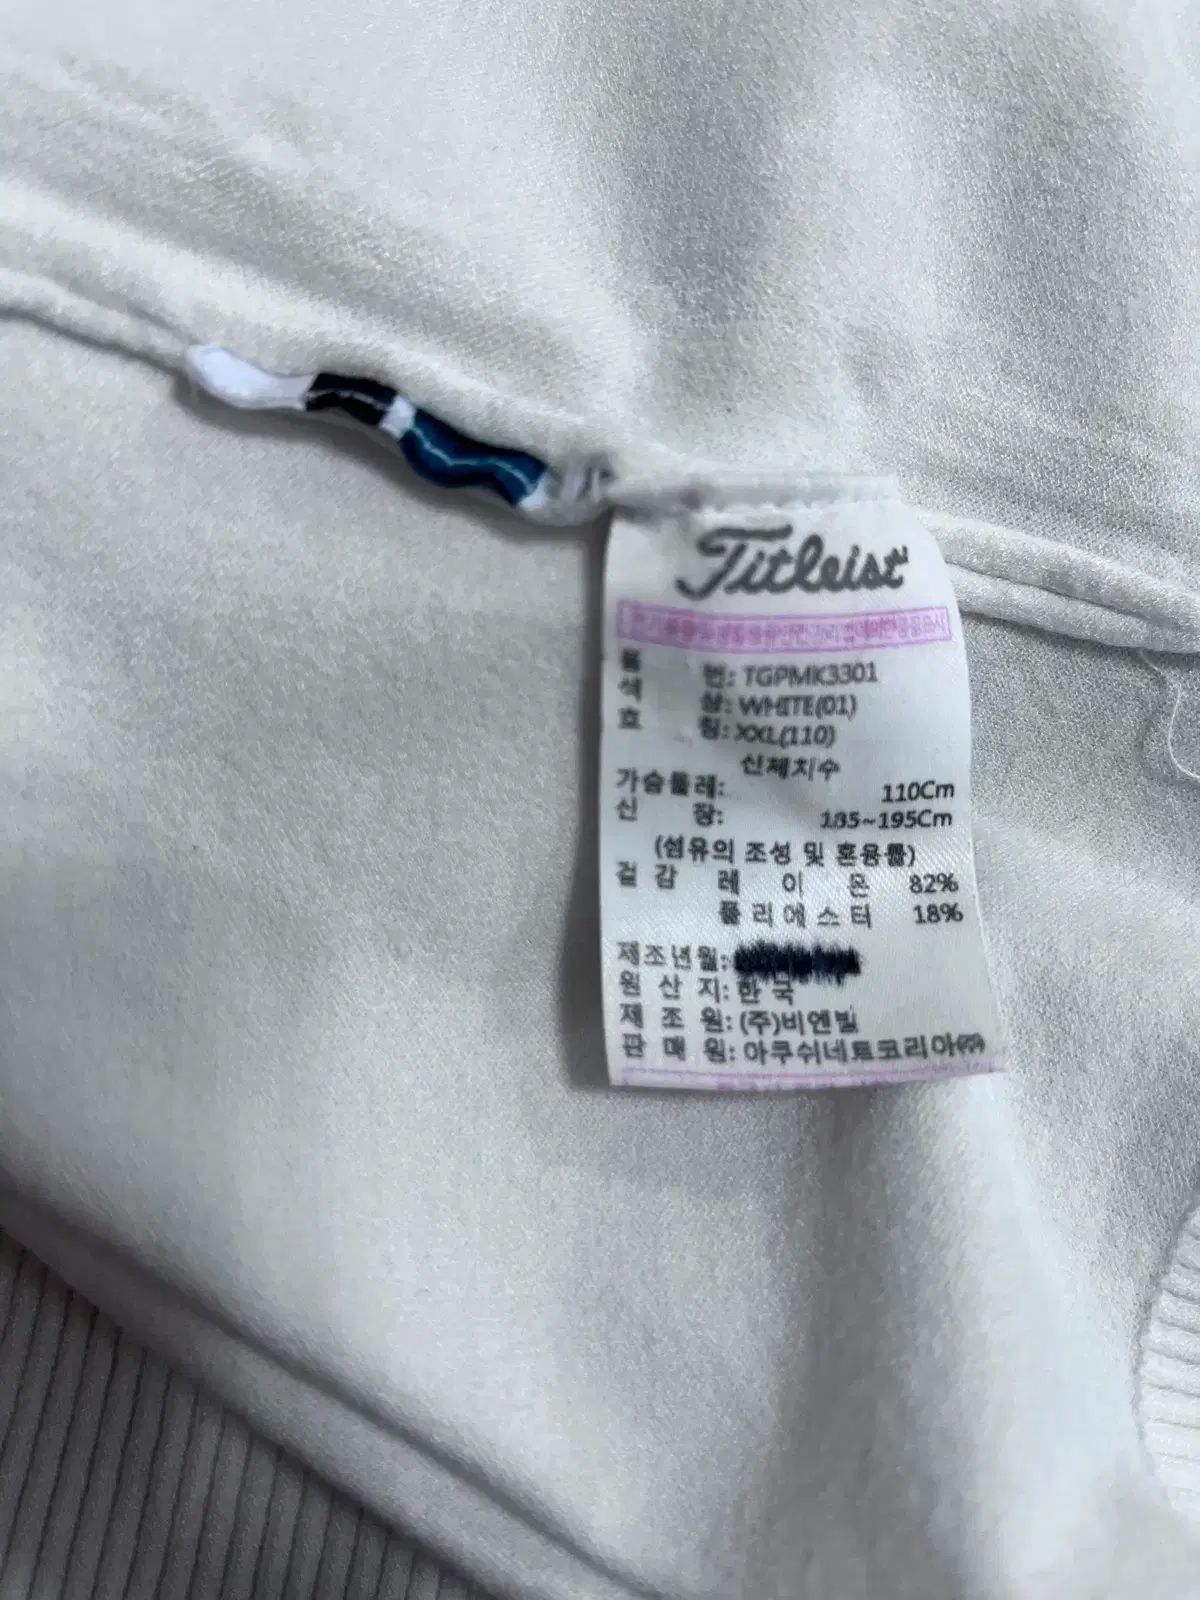 Titleist
품 번: TGPMK3301
색 상: WHITE(01)
호 칭: XXL(110)
신체치수
가슴둘레: 110Cm
신 장: 185~195Cm
(섬유의 조성 및 혼용률)
겉 감 레 이 온 82%
폴 리 에 스 터 18%
제조년월:
원 산 지: 한 국
제 조 원: (주)비엔빌
판 매 원: 아쿠쉬네트코리아㈜